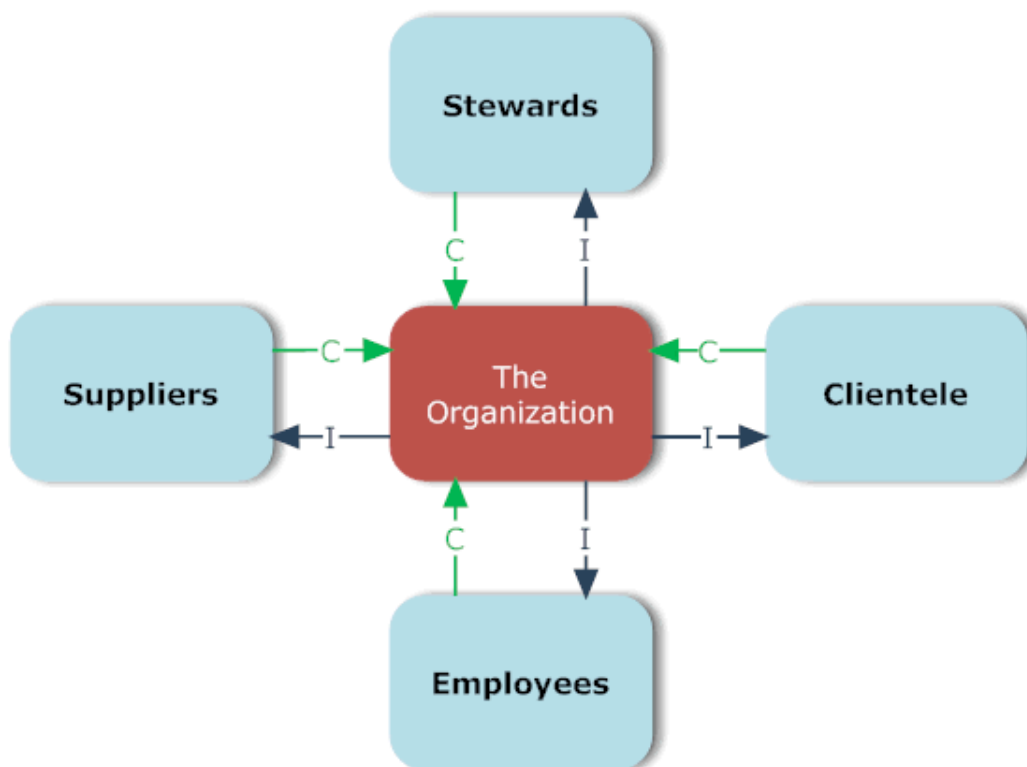 Stewards
C
I
Suppliers
C
I
The
Organization
C
I
Clientele
C
I
Employees